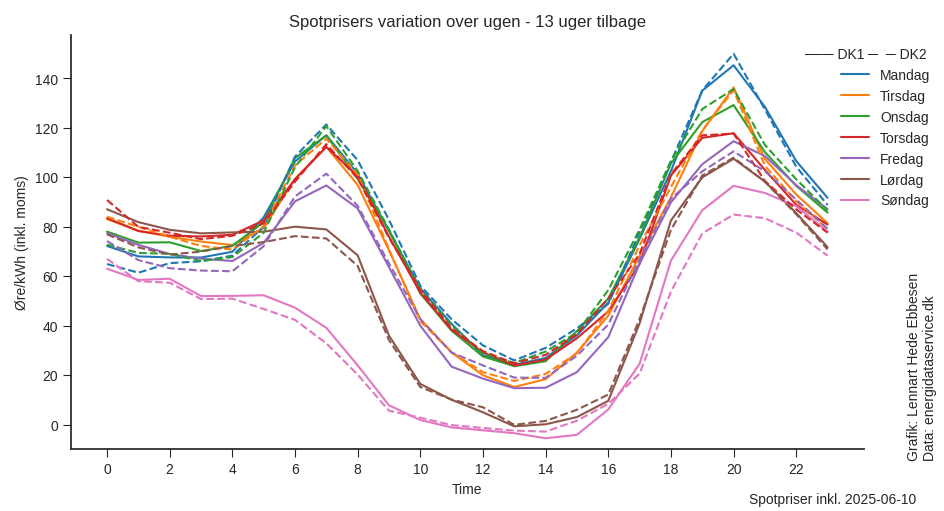 Spotprisers variation over ugen - 13 uger tilbage
DK1 DK2
Mandag
Tirsdag
Onsdag
Torsdag
Fredag
Lørdag
Søndag
Øre/kWh (inkl. moms)
140
120
100
80
60
40
20
0
0 2 4 6 8 10 12 14 16 18 20 22
Time
Grafik: Lennart Hede Ebbesen
Data: energidataservice.dk
Spotpriser inkl. 2025-06-10